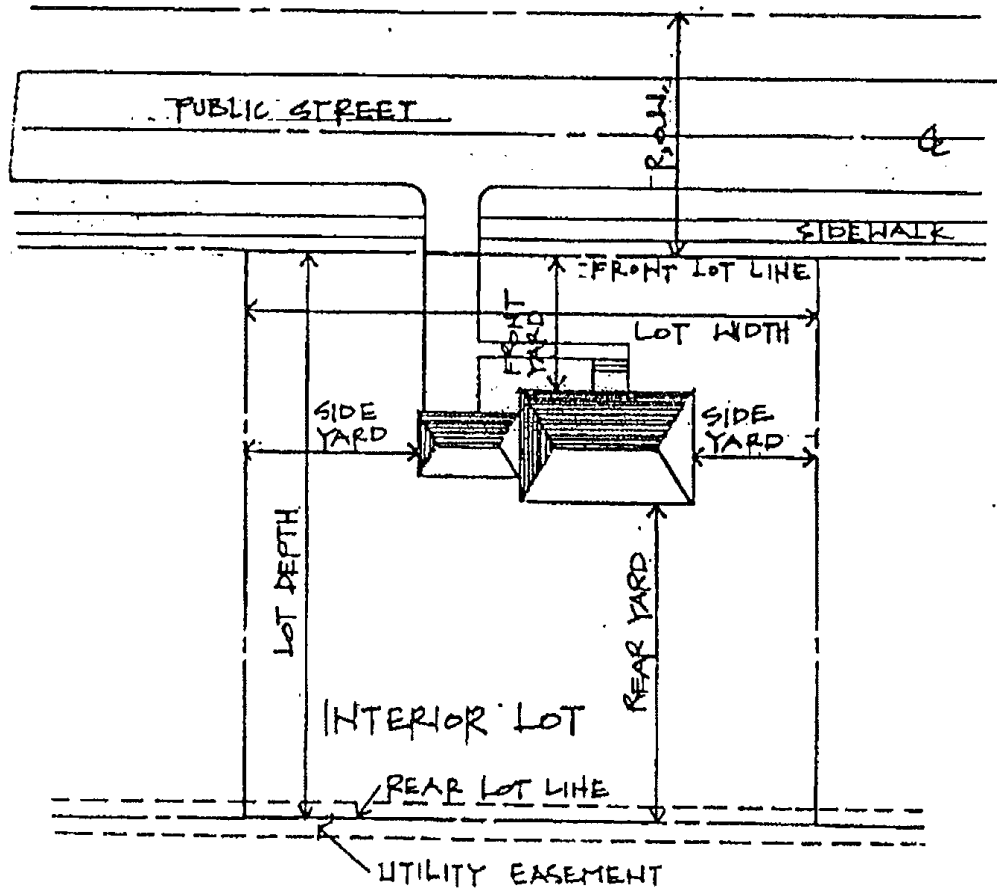 PUBLIC STREET
R.O.W.
℄
SIDEWALK
FRONT LOT LINE
LOT WIDTH
FRONT
YARD
SIDE
YARD
SIDE
YARD
LOT DEPTH
REAR YARD
INTERIOR LOT
REAR LOT LINE
UTILITY EASEMENT